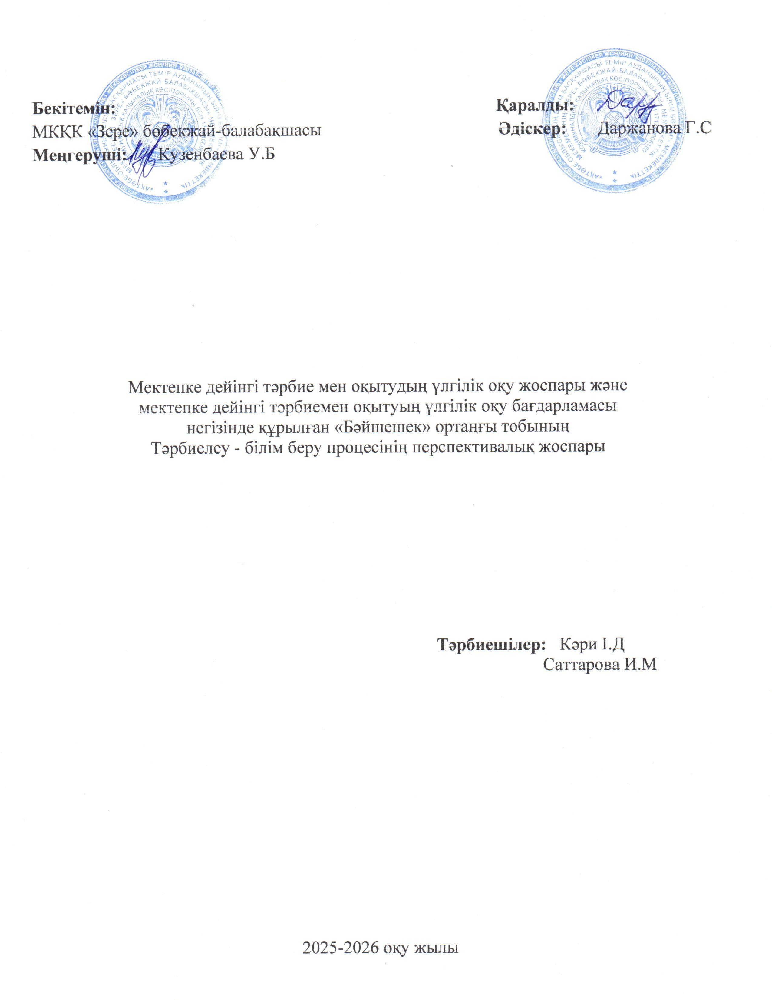 Бекітемін:
МКҚК «Зере» бөбекжай-балабақшасы
Меңгеруші: Кузенбаева У.Б
Қаралды:
Әдіскер: Даржанова Г.С
Мектепке дейінгі тәрбие мен оқытудың үлгілік оқу жоспары және
мектепке дейінгі тәрбиемен оқытуың үлгілік оқу бағдарламасы
негізінде құрылған «Бәйшешек» ортаңғы тобының
Тәрбиелеу - білім беру процесінің перспективалық жоспары
Тәрбиешілер: Кәри І.Д
Саттарова И.М
2025-2026 оқу жылы